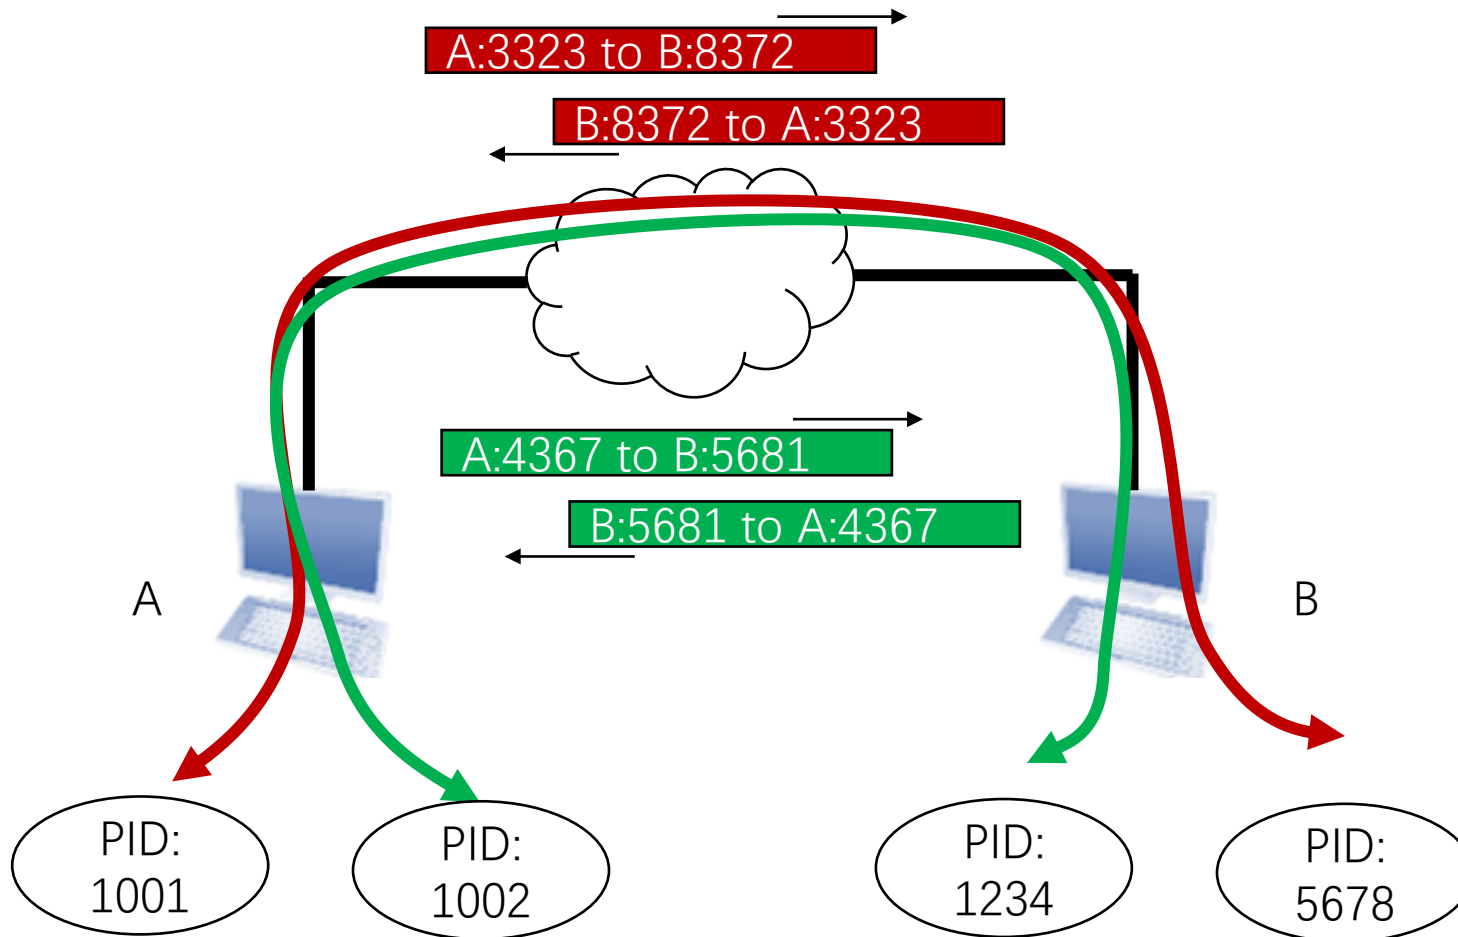 A:3323 to B:8372
B:8372 to A:3323
A:4367 to B:5681
B:5681 to A:4367
A
B
PID:
1001
PID:
1002
PID:
1234
PID:
5678